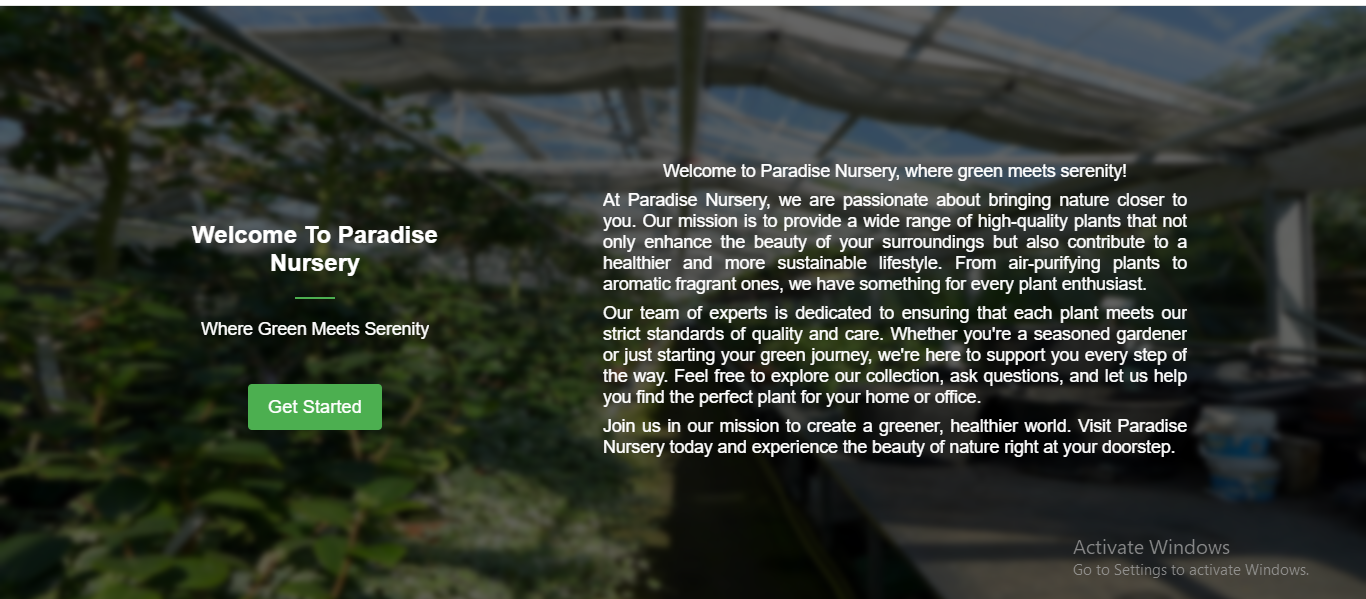 Welcome To Paradise
Nursery
Where Green Meets Serenity
Get Started
Welcome to Paradise Nursery, where green meets serenity!
At Paradise Nursery, we are passionate about bringing nature closer to
you. Our mission is to provide a wide range of high-quality plants that not
only enhance the beauty of your surroundings but also contribute to a
healthier and more sustainable lifestyle. From air-purifying plants to
aromatic fragrant ones, we have something for every plant enthusiast.
Our team of experts is dedicated to ensuring that each plant meets our
strict standards of quality and care. Whether you're a seasoned gardener
or just starting your green journey, we're here to support you every step of
the way. Feel free to explore our collection, ask questions, and let us help
you find the perfect plant for your home or office.
Join us in our mission to create a greener, healthier world. Visit Paradise
Nursery today and experience the beauty of nature right at your doorstep.
Activate Windows
Go to Settings to activate Windows.